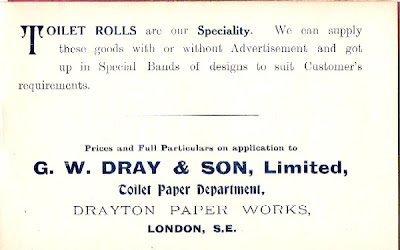 TOILET ROLLS are our Speciality. We can supply
these goods with or without Advertisement and got
up in Special Bands of designs to suit Customer's
requirements.
Prices and Full Particulars on application to
G. W. DRAY & SON, Limited,
Toilet Paper Department,
DRAYTON PAPER WORKS,
LONDON, S.E.